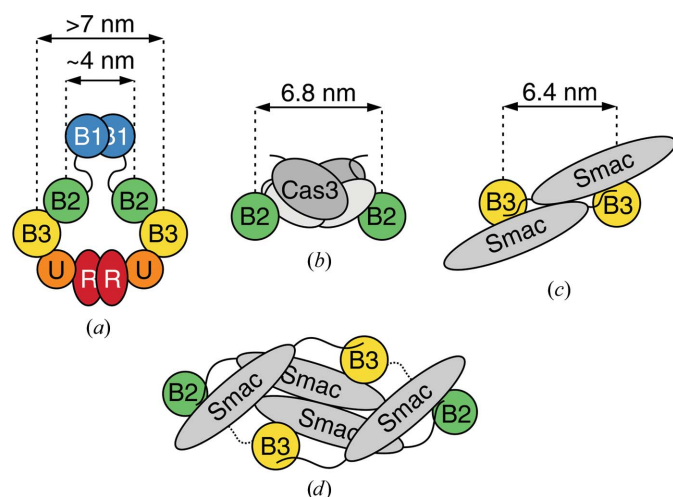 >7 nm
~4 nm
B1 B1
B2 B2
B3 B3
U R R U
(a)
6.8 nm
Cas3
B2 B2
(b)
6.4 nm
Smac
B3 B3
Smac
(c)
B3
B2 Smac Smac Smac Smac B2
B3
(d)